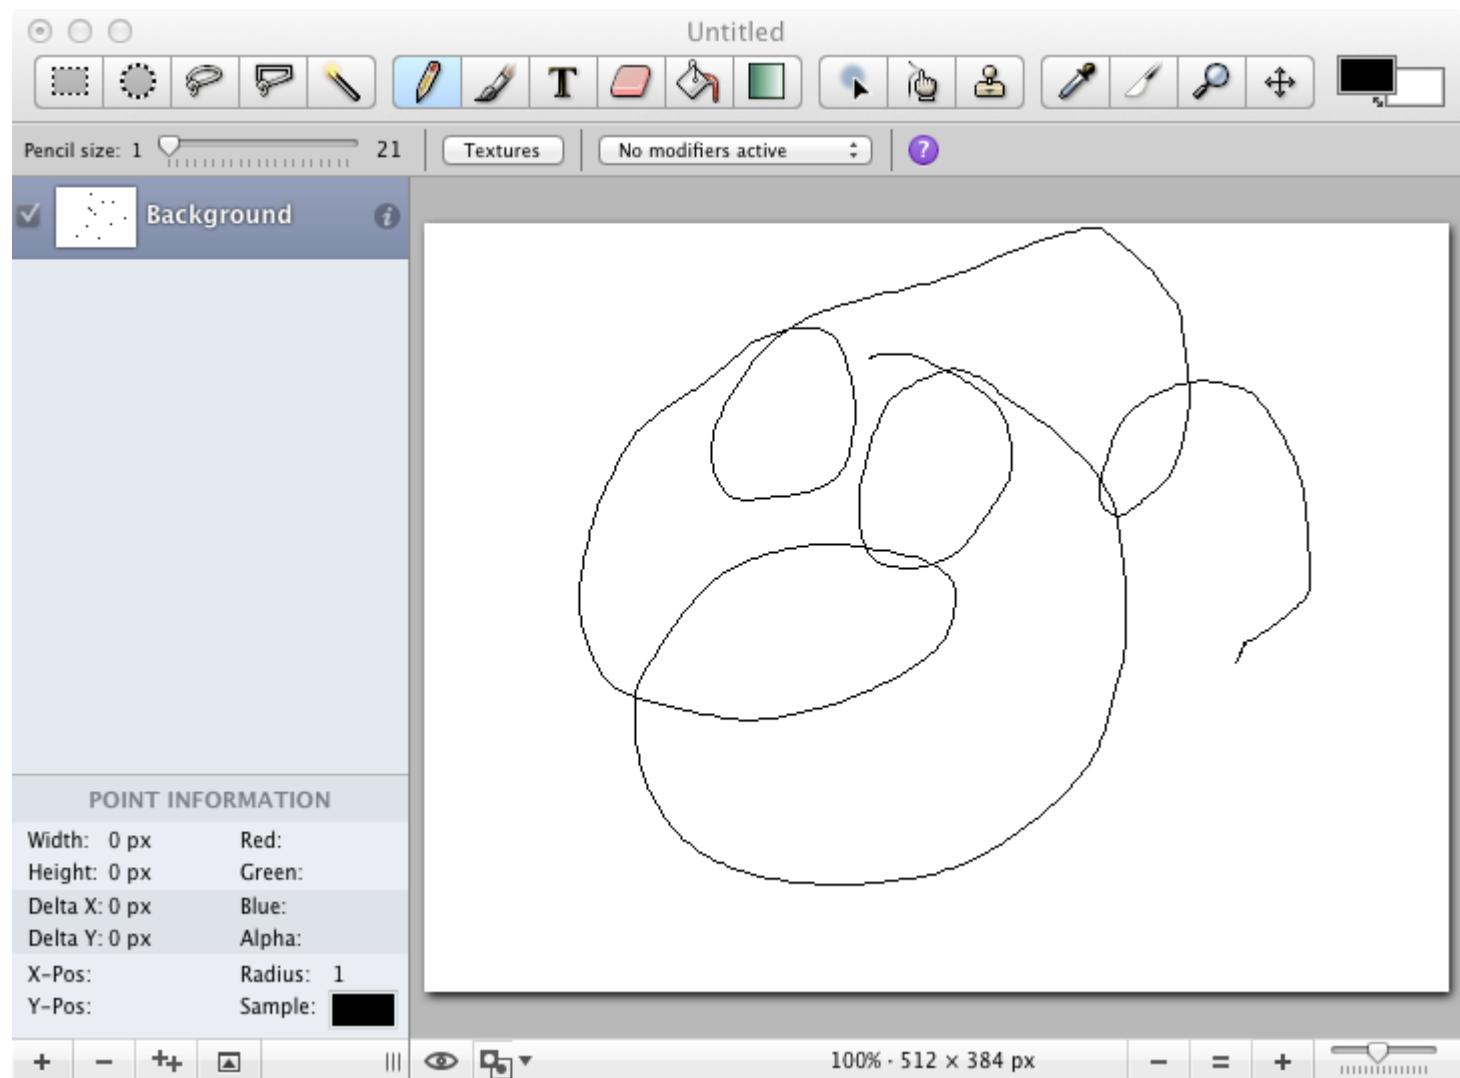 Untitled
T
Pencil size: 1 21 Textures No modifiers active ?
Background i
POINT INFORMATION
Width: 0 px Red:
Height: 0 px Green:
Delta X: 0 px Blue:
Delta Y: 0 px Alpha:
X-Pos: Radius: 1
Y-Pos: Sample:
100% · 512 × 384 px